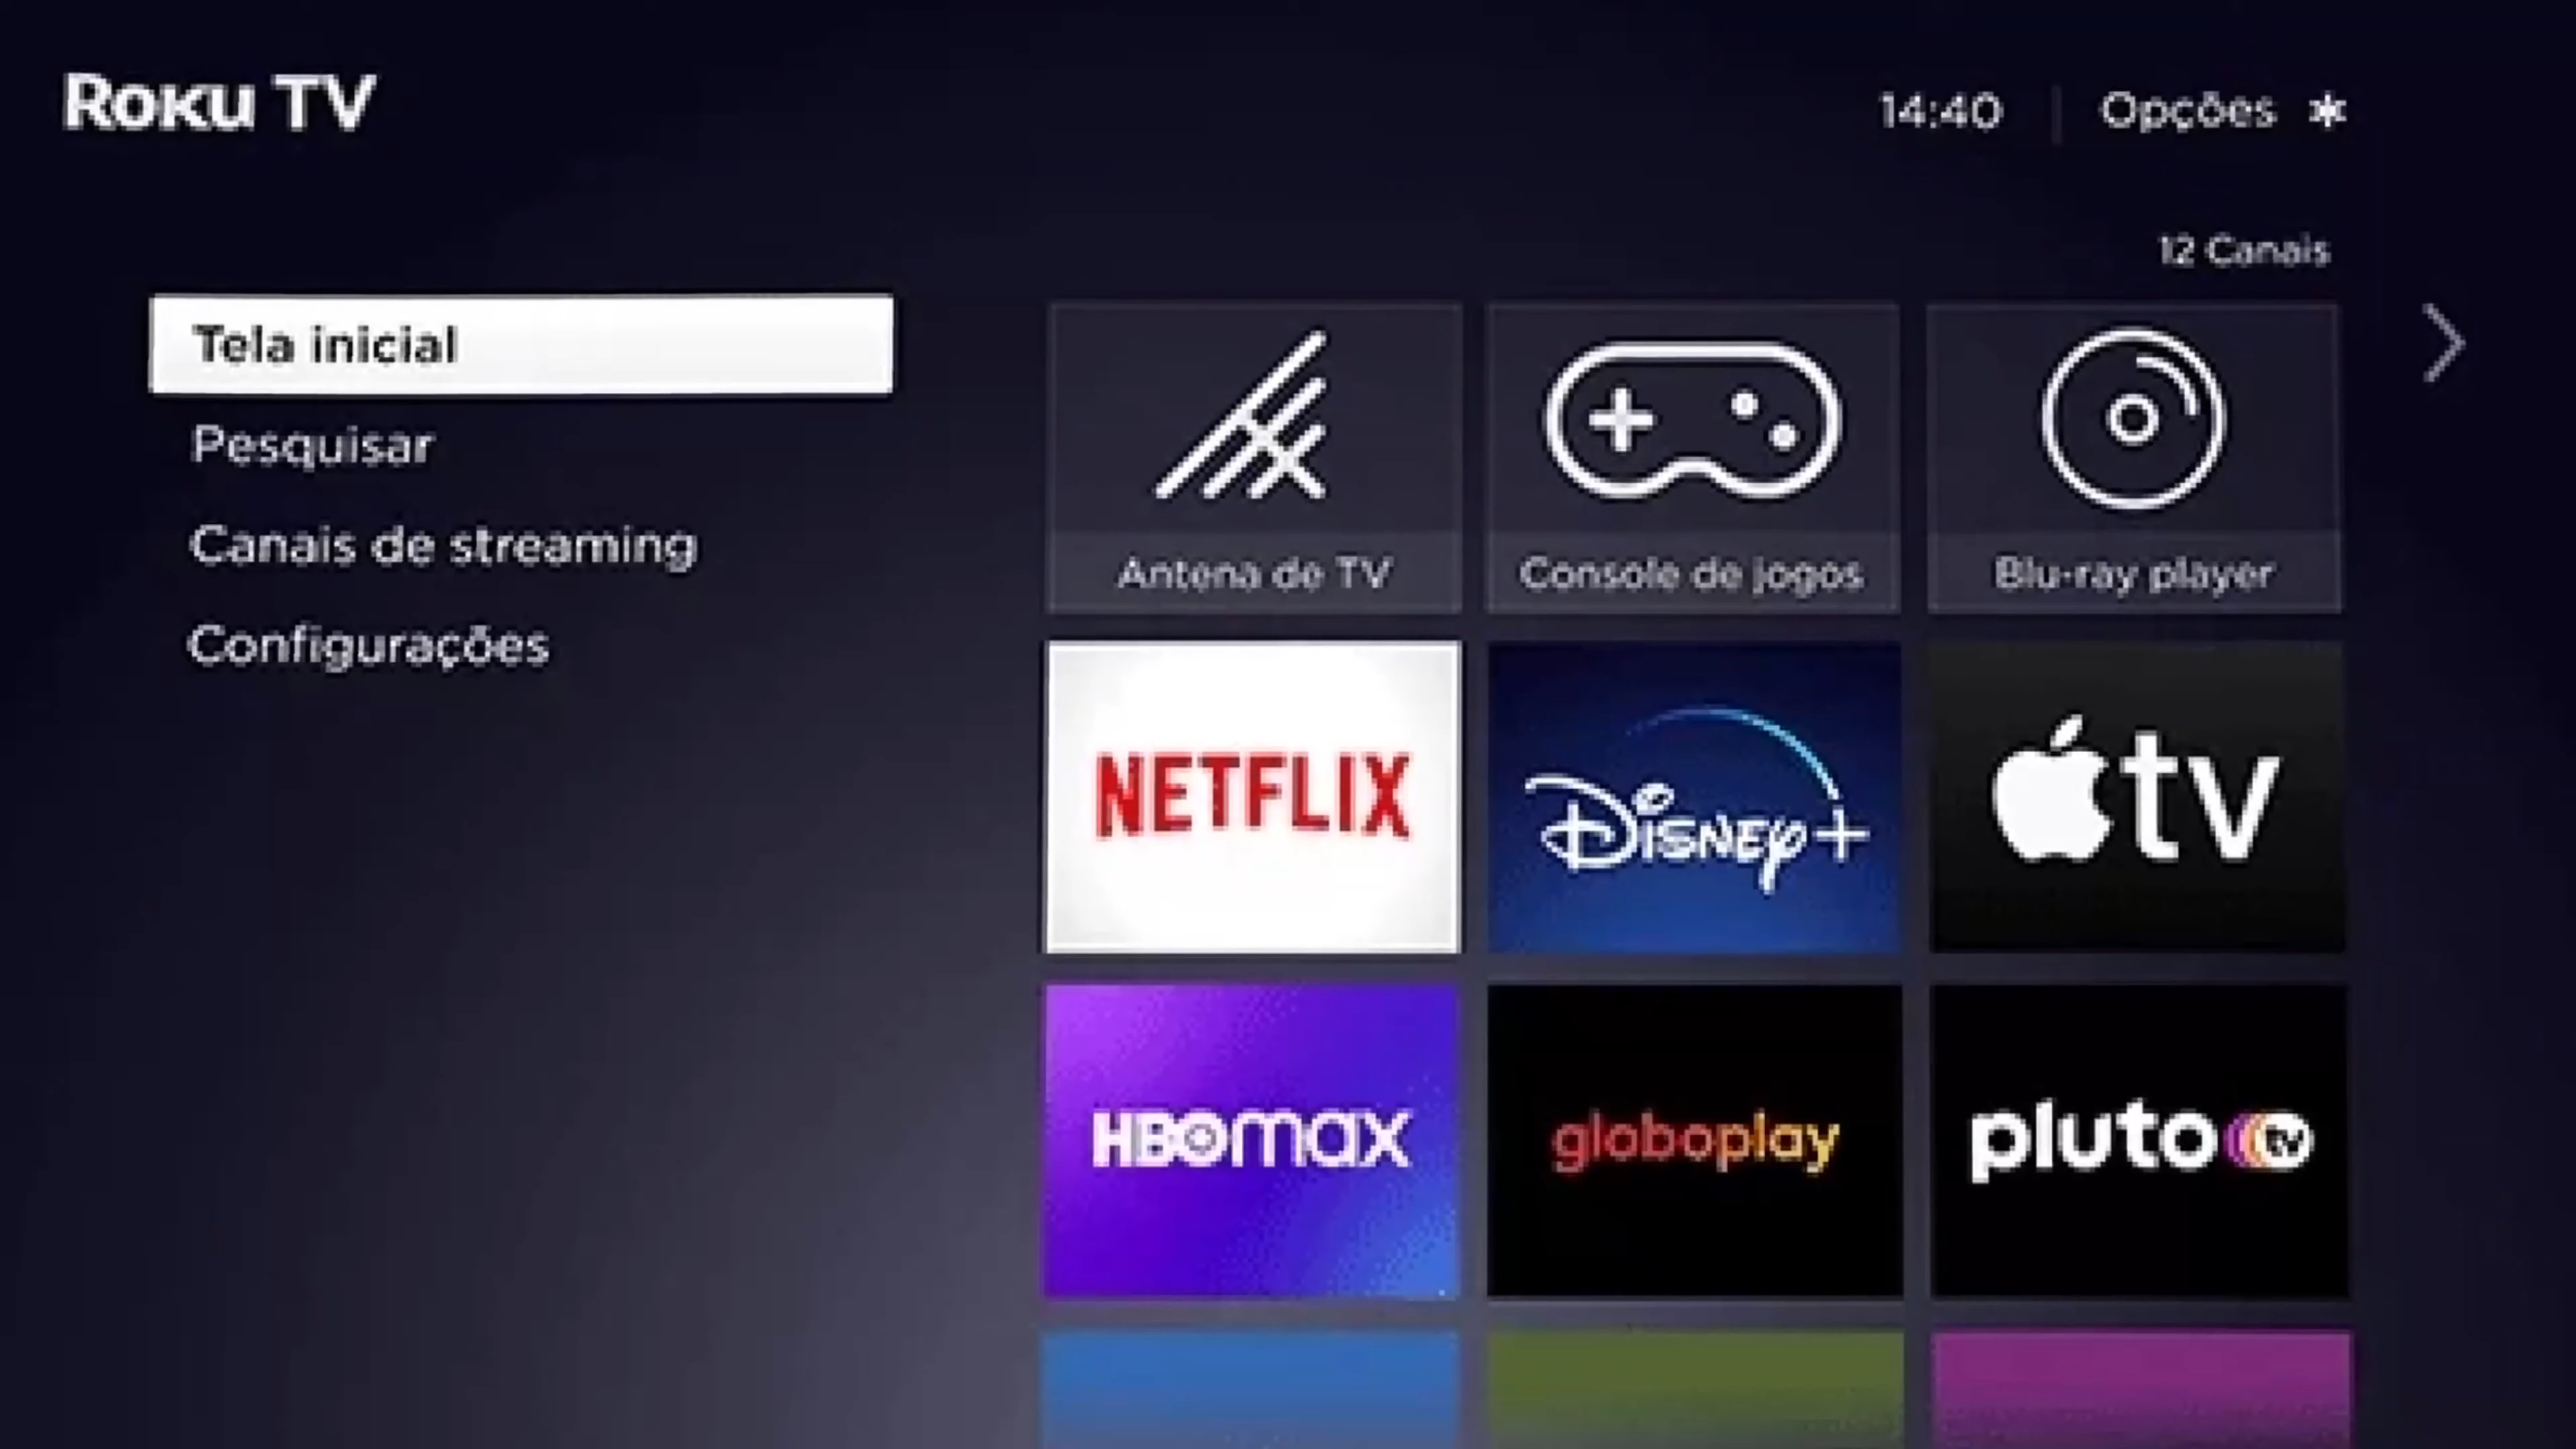 Roku TV
14:40
Opções *
12 Canais
Tela inicial
Pesquisar
Canais de streaming
Configurações
Antena de TV
Console de jogos
Blu-ray player
NETFLIX
Disney+
tv
HBOmax
globoplay
pluto tv